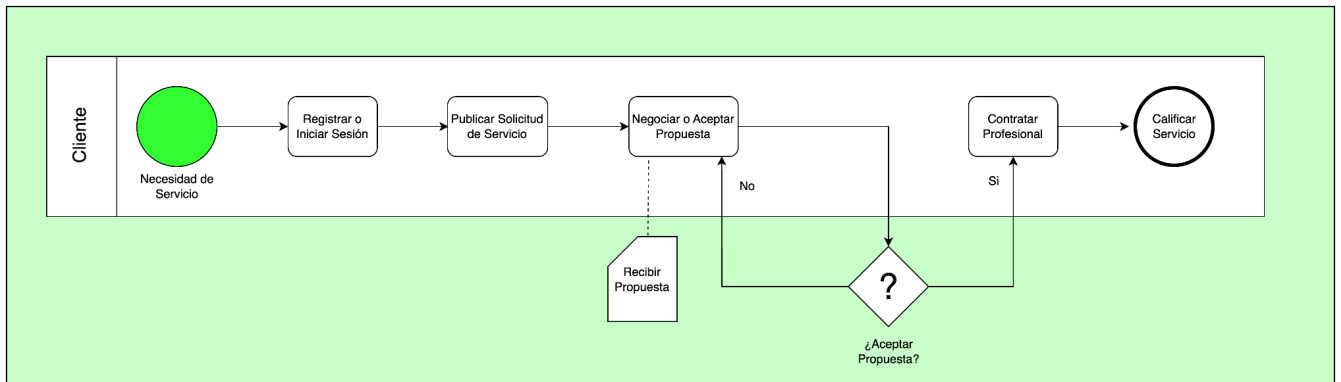 Cliente
Necesidad de
Servicio
Registrar o
Iniciar Sesión
Publicar Solicitud
de Servicio
Negociar o Aceptar
Propuesta
No
Recibir
Propuesta
?
¿Aceptar
Propuesta?
Si
Contratar
Profesional
Calificar
Servicio